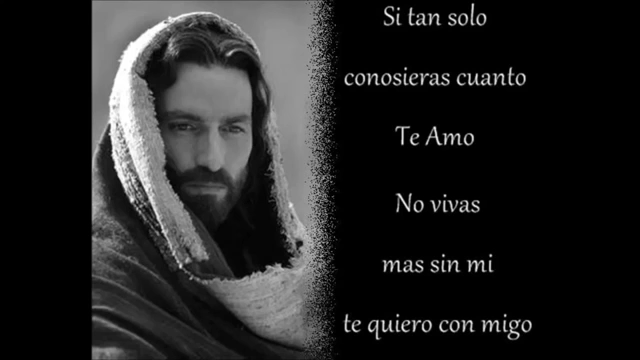 Si tan solo
conosieras cuanto
Te Amo
No vivas
mas sin mi
te quiero con migo